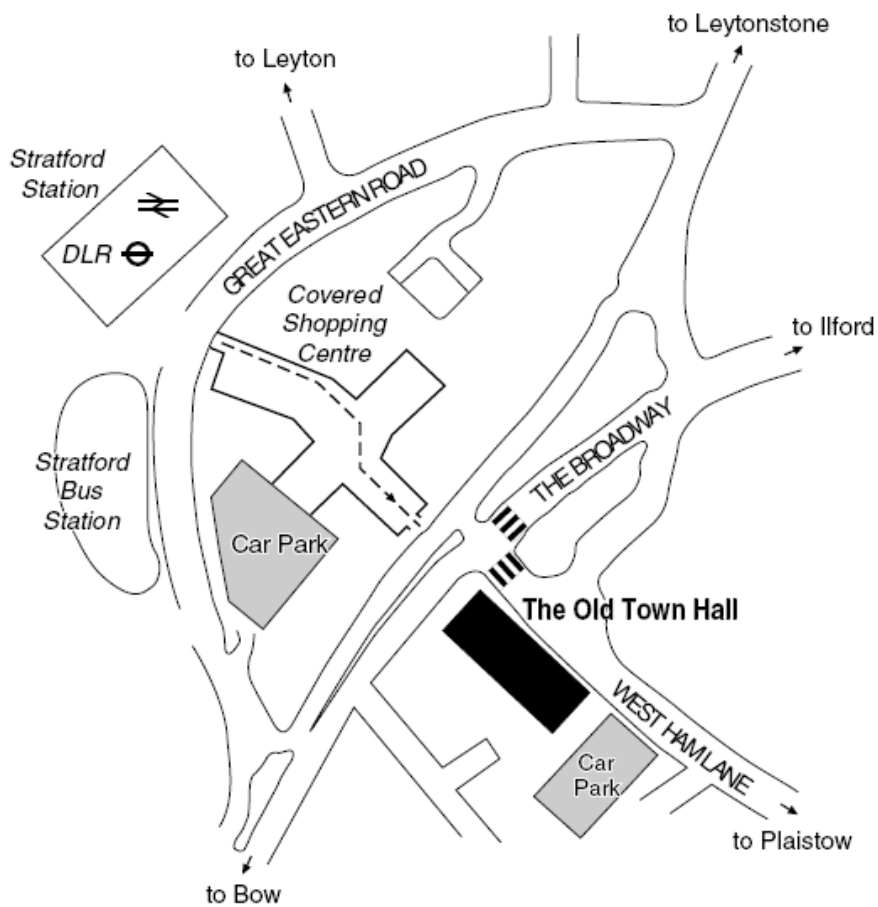 to Leytonstone
to Leyton
Stratford
Station
DLR
GREAT EASTERN ROAD
Covered
Shopping
Centre
to Ilford
THE BROADWAY
Stratford
Bus
Station
Car Park
The Old Town Hall
WEST HAM LANE
Car
Park
to Plaistow
to Bow